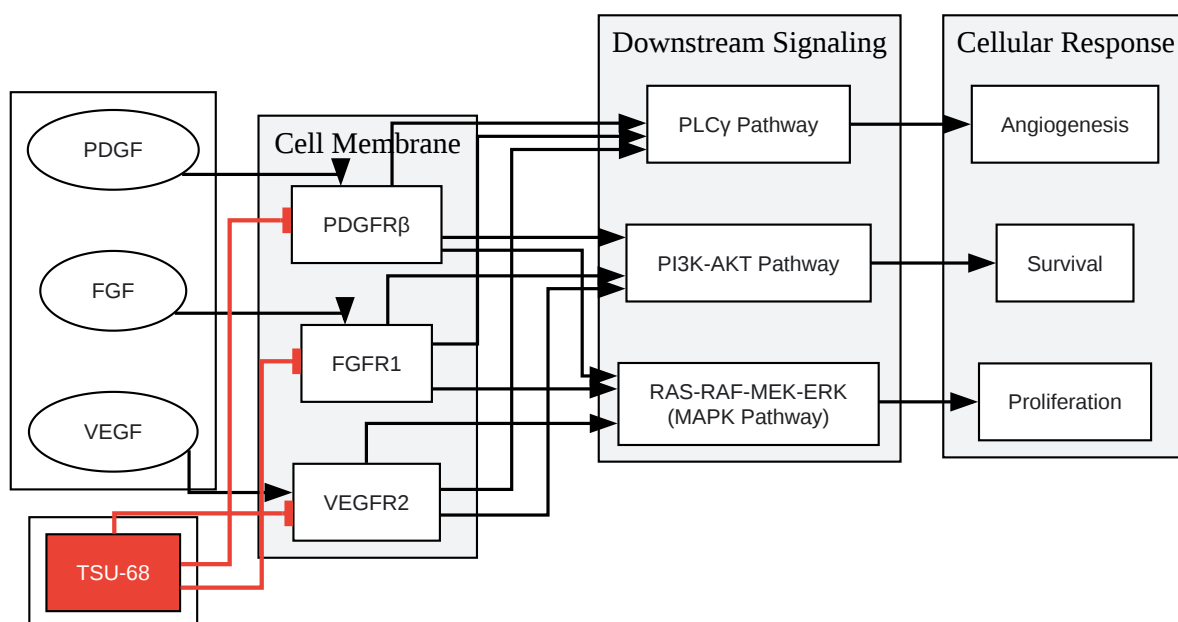 Downstream Signaling
Cellular Response
PLCγ Pathway
Angiogenesis
Cell Membrane
PDGF
PDGFRβ
PI3K-AKT Pathway
Survival
FGF
FGFR1
RAS-RAF-MEK-ERK
(MAPK Pathway)
Proliferation
VEGF
VEGFR2
TSU-68